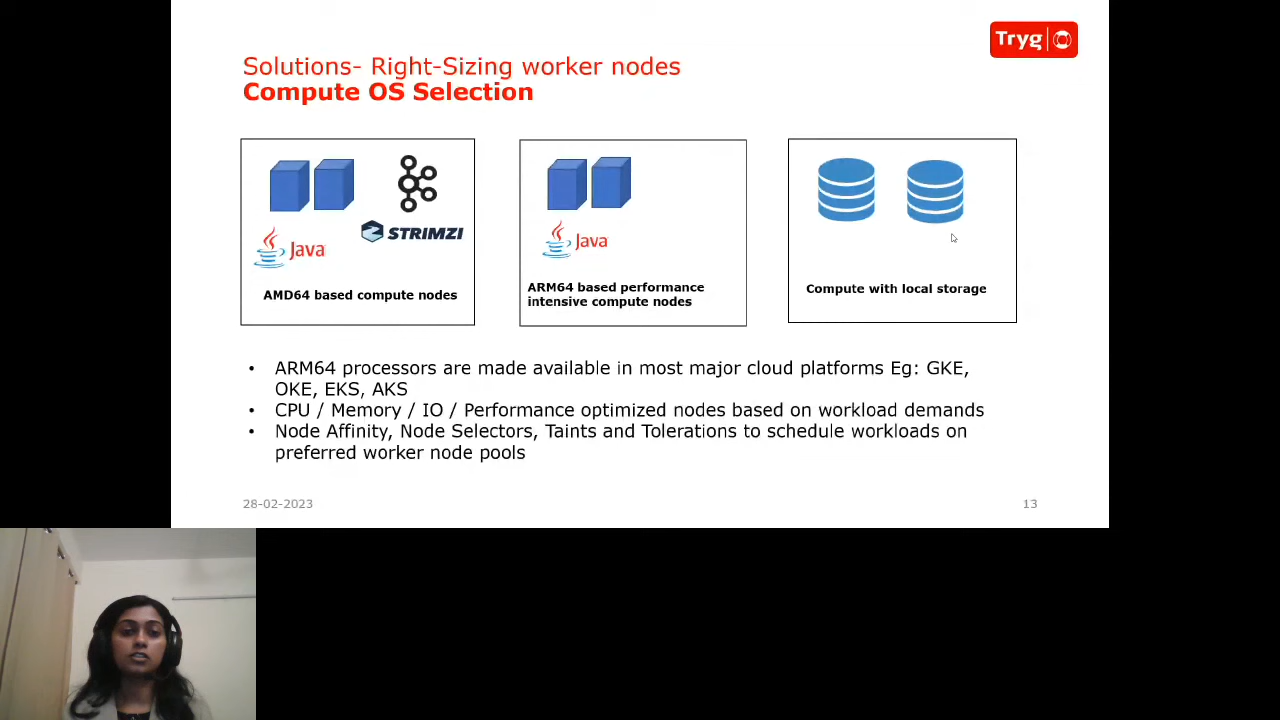 Tryg
Solutions- Right-Sizing worker nodes
Compute OS Selection
Java
STRIMZI
AMD64 based compute nodes
Java
ARM64 based performance
intensive compute nodes
Compute with local storage
• ARM64 processors are made available in most major cloud platforms Eg: GKE,
OKE, EKS, AKS
• CPU / Memory / IO / Performance optimized nodes based on workload demands
• Node Affinity, Node Selectors, Taints and Tolerations to schedule workloads on
preferred worker node pools
28-02-2023
13